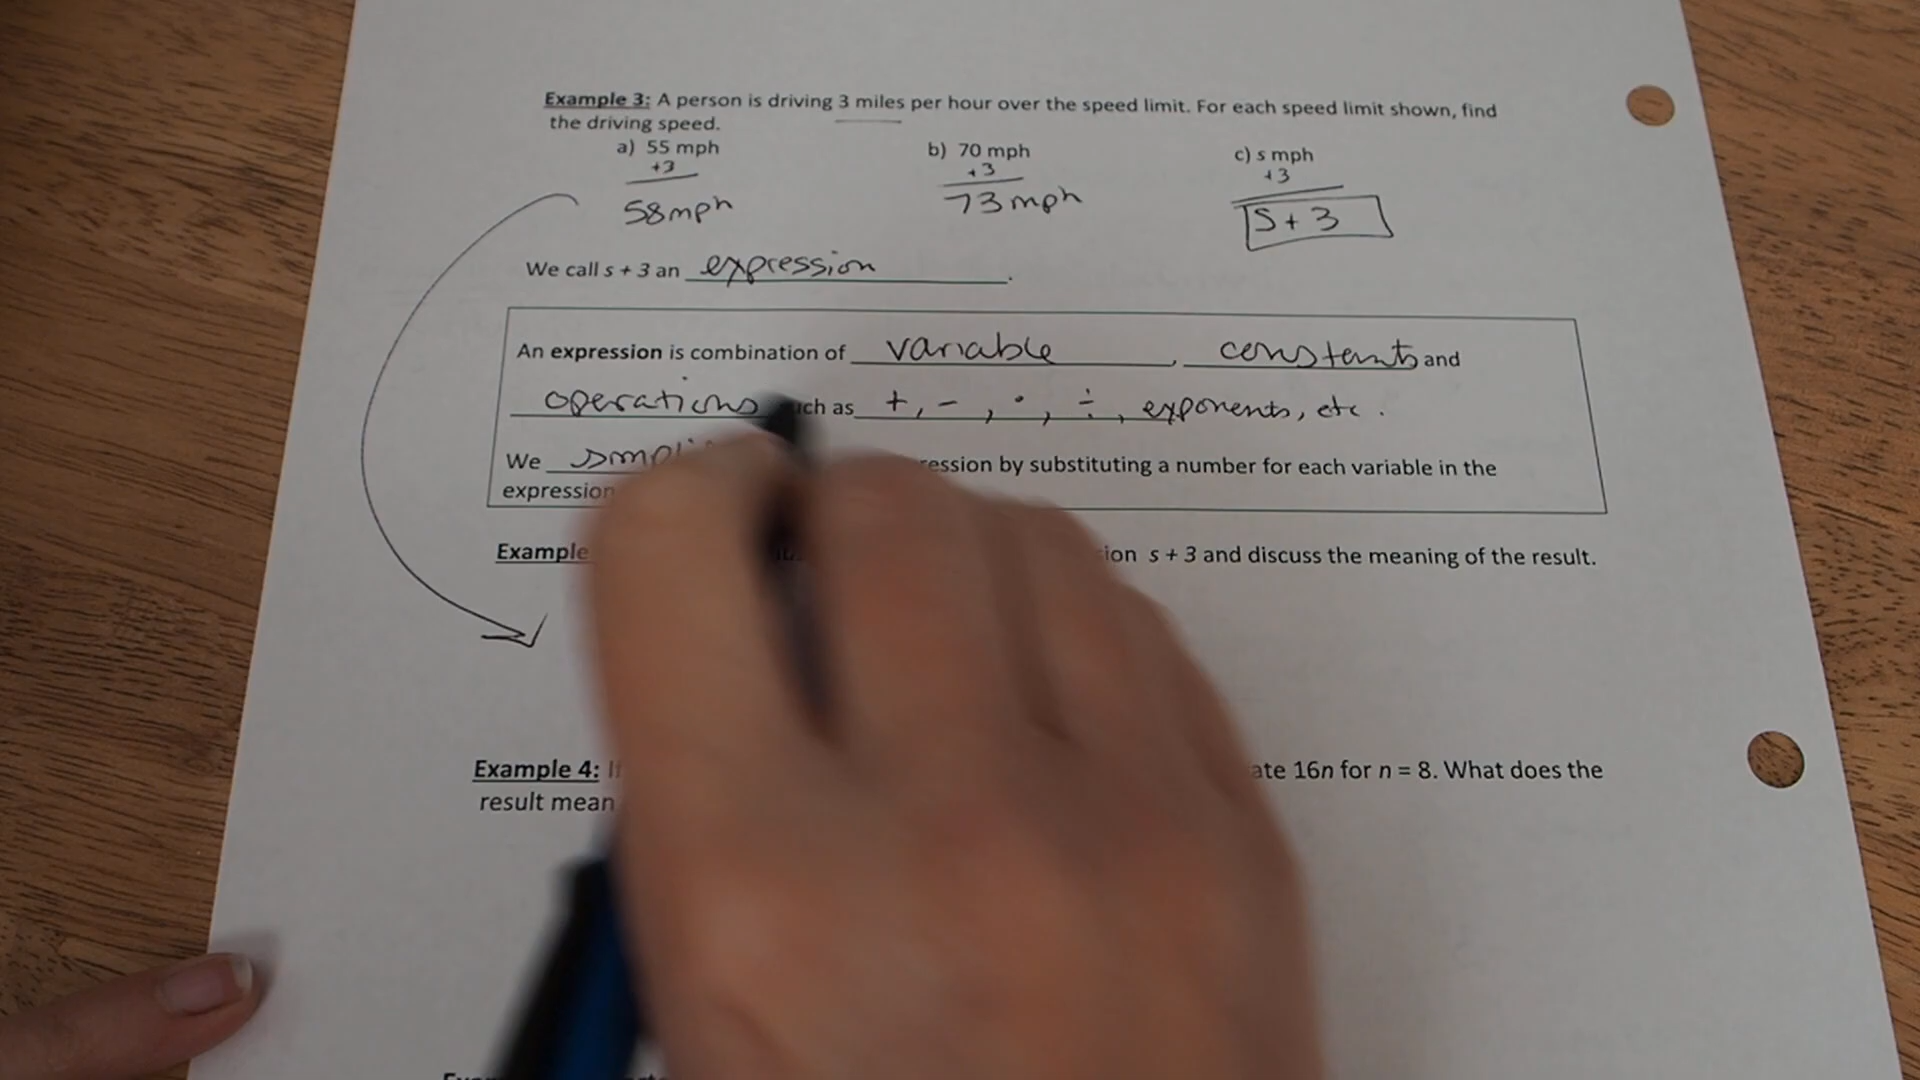 Example 3: A person is driving 3 miles per hour over the speed limit. For each speed limit shown, find
the driving speed.
a) 55 mph b) 70 mph c) s mph
+3 +3 +3
58mph 73mph S+3
We call s + 3 an expression.
An expression is combination of variable, constants and
operations such as +, -, ·, ÷, exponents, etc.
We ession by substituting a number for each variable in the
expression
Example ion s + 3 and discuss the meaning of the result.
Example 4: ate 16n for n = 8. What does the
result mean